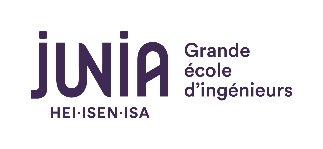 JUNIA
HEI·ISEN·ISA
Grande
école
d'ingénieurs